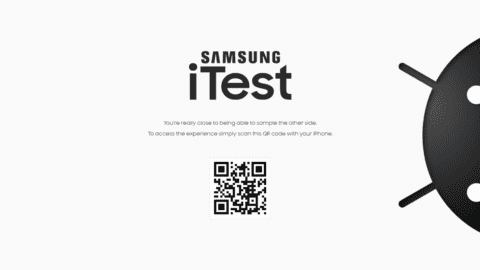 SAMSUNG
iTest
You're really close to being able to sample the other side.
To access the experience simply scan this QR code with your iPhone.